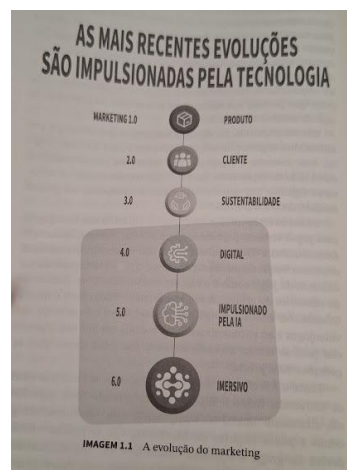 AS MAIS RECENTES EVOLUÇÕES
SÃO IMPULSIONADAS PELA TECNOLOGIA
MARKETING 1.0 PRODUTO
2.0 CLIENTE
3.0 SUSTENTABILIDADE
4.0 DIGITAL
5.0 IMPULSIONADO
PELA IA
6.0 IMERSIVO
IMAGEM 1.1 A evolução do marketing